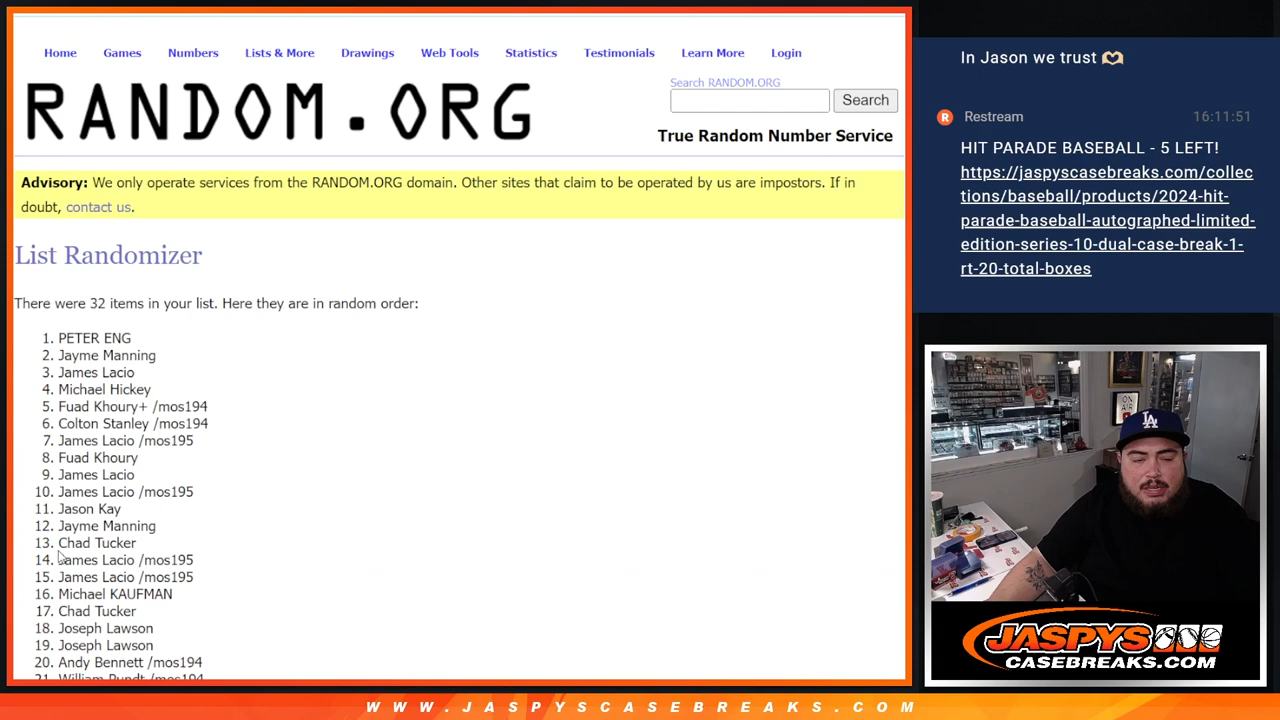 Home Games Numbers Lists & More Drawings Web Tools Statistics Testimonials Learn More Login
RANDOM.ORG
Search RANDOM.ORG
Search
True Random Number Service
Advisory: We only operate services from the RANDOM.ORG domain. Other sites that claim to be operated by us are impostors. If in
doubt, contact us.
List Randomizer
There were 32 items in your list. Here they are in random order:
1. PETER ENG
2. Jayme Manning
3. James Lacio
4. Michael Hickey
5. Fuad Khoury+ /mos194
6. Colton Stanley /mos194
7. James Lacio /mos195
8. Fuad Khoury
9. James Lacio
10. James Lacio /mos195
11. Jason Kay
12. Jayme Manning
13. Chad Tucker
14. James Lacio /mos195
15. James Lacio /mos195
16. Michael KAUFMAN
17. Chad Tucker
18. Joseph Lawson
19. Joseph Lawson
20. Andy Bennett /mos194
21. William Pundt /mos194
In Jason we trust 🫶🏼
Restream 16:11:51
HIT PARADE BASEBALL - 5 LEFT!
https://jaspyscasebreaks.com/collec
tions/baseball/products/2024-hit-
parade-baseball-autographed-limited-
edition-series-10-dual-case-break-1-
rt-20-total-boxes
ON
AIR
LA
JASPYS
CASEBREAKS.COM
WWW.JASPYSCASEBREAKS.COM